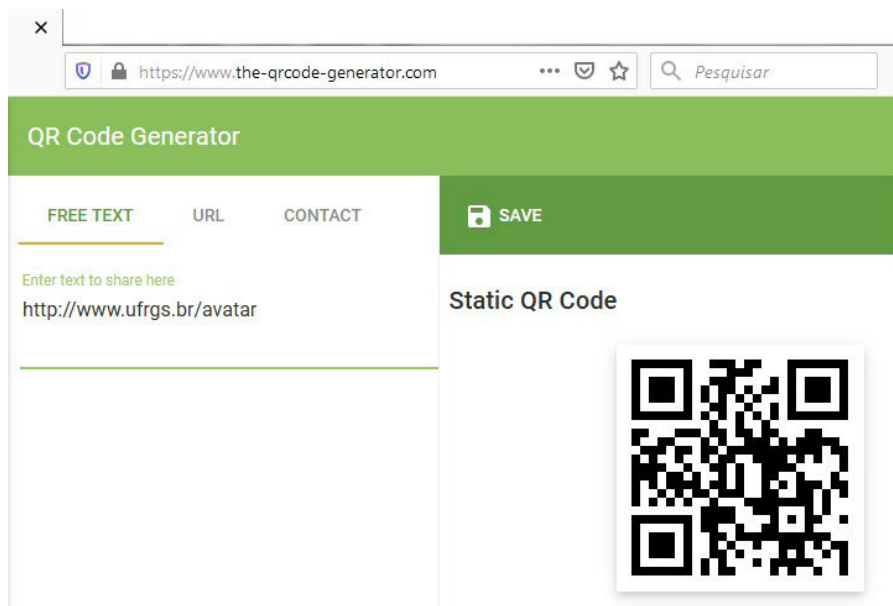 https://www.the-qrcode-generator.com
Pesquisar
QR Code Generator
FREE TEXT URL CONTACT
SAVE
Enter text to share here
http://www.ufrgs.br/avatar
Static QR Code